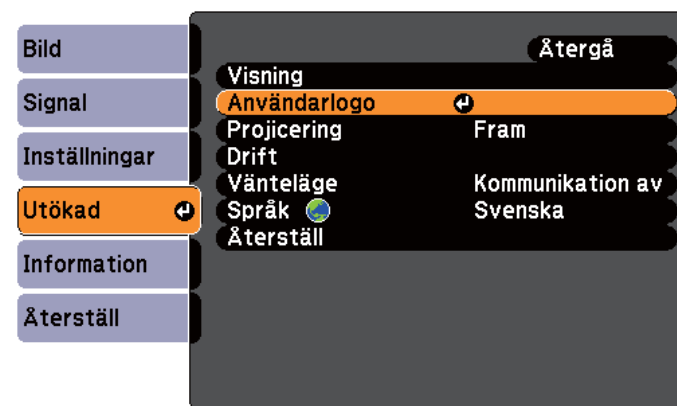 Bild
Signal
Inställningar
Utökad
Information
Återställ
Återgå
Visning
Användarlogo
Projicering Fram
Drift
Vänteläge Kommunikation av
Språk Svenska
Återställ